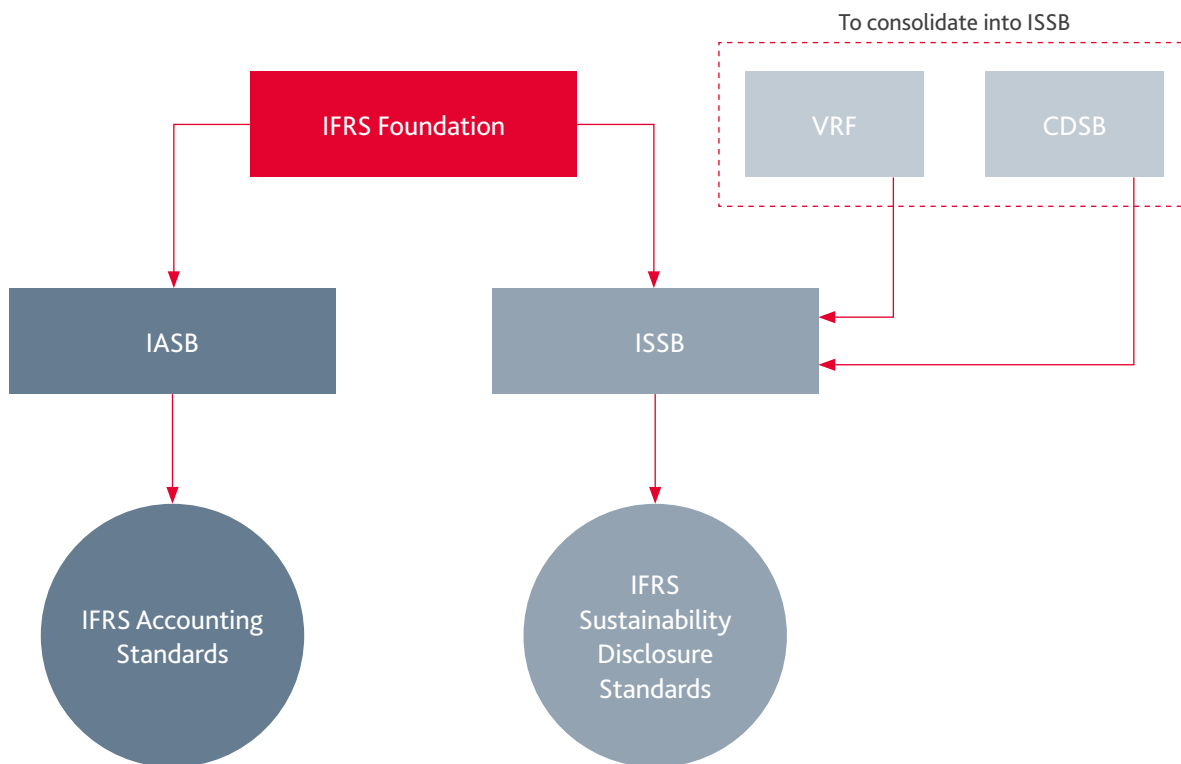 To consolidate into ISSB
IFRS Foundation
VRF
CDSB
IASB
ISSB
IFRS Accounting
Standards
IFRS
Sustainability
Disclosure
Standards